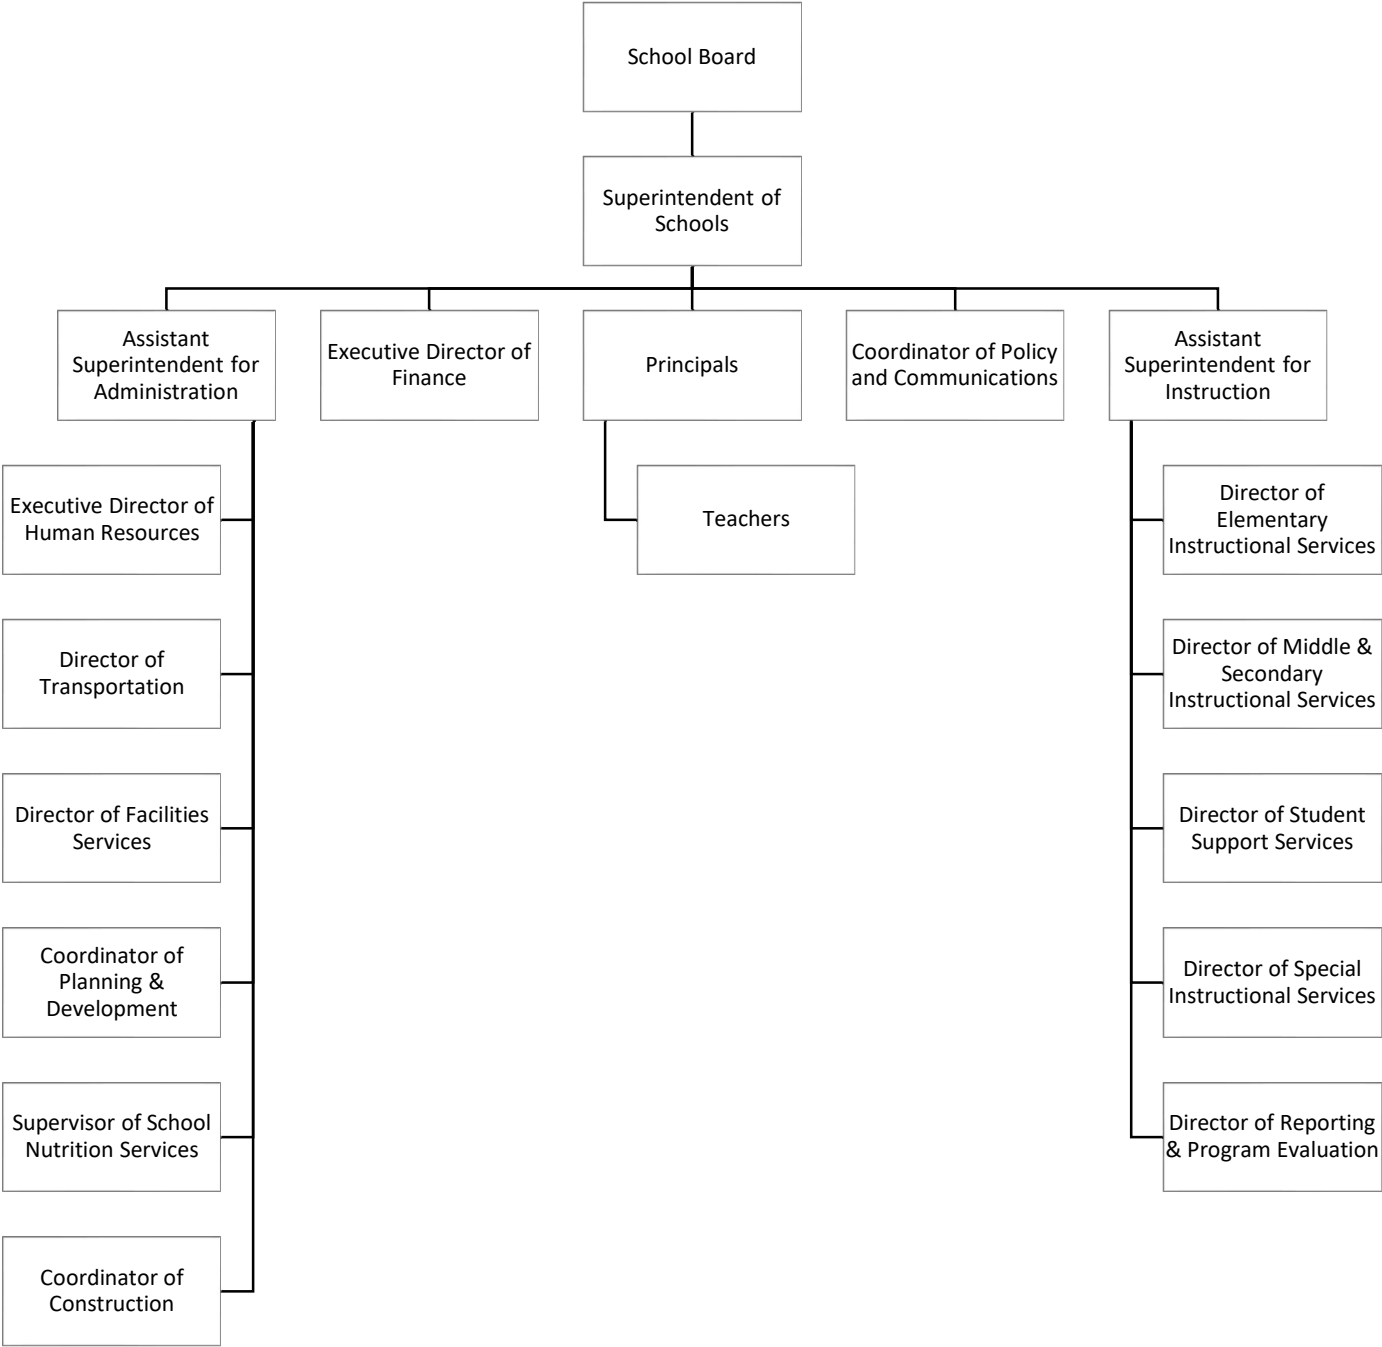 School Board
Superintendent of
Schools
Assistant
Superintendent for
Administration
Executive Director of
Finance
Principals
Coordinator of Policy
and Communications
Assistant
Superintendent for
Instruction
Executive Director of
Human Resources
Teachers
Director of
Elementary
Instructional Services
Director of
Transportation
Director of Middle &
Secondary
Instructional Services
Director of Facilities
Services
Director of Student
Support Services
Coordinator of
Planning &
Development
Director of Special
Instructional Services
Supervisor of School
Nutrition Services
Director of Reporting
& Program Evaluation
Coordinator of
Construction